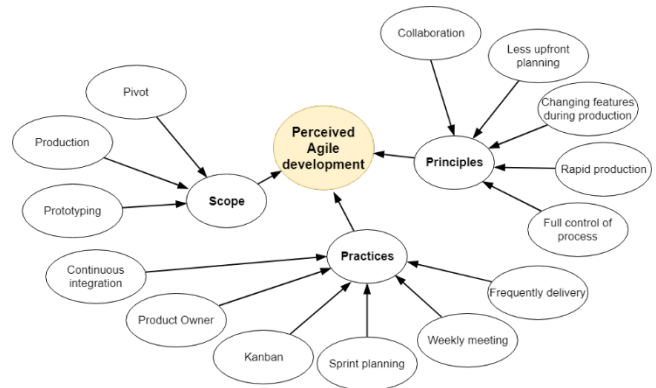 Collaboration
Less upfront
planning
Pivot
Changing features
during production
Perceived
Agile
development
Production
Principles
Rapid production
Scope
Prototyping
Full control of
process
Practices
Continuous
integration
Frequently delivery
Product Owner
Weekly meeting
Kanban
Sprint planning